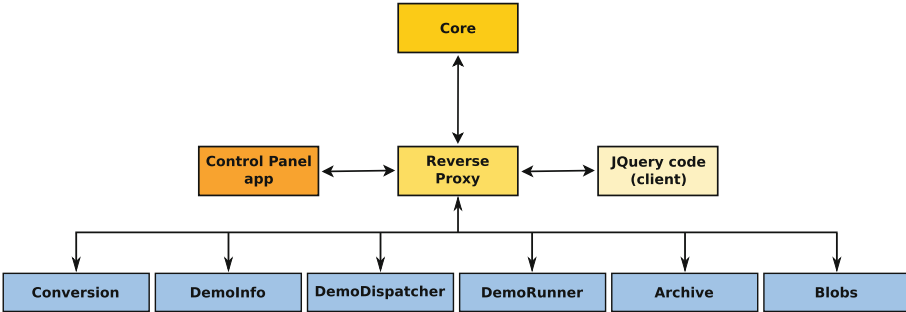 Core
Control Panel
app
Reverse
Proxy
JQuery code
(client)
Conversion
DemoInfo
DemoDispatcher
DemoRunner
Archive
Blobs